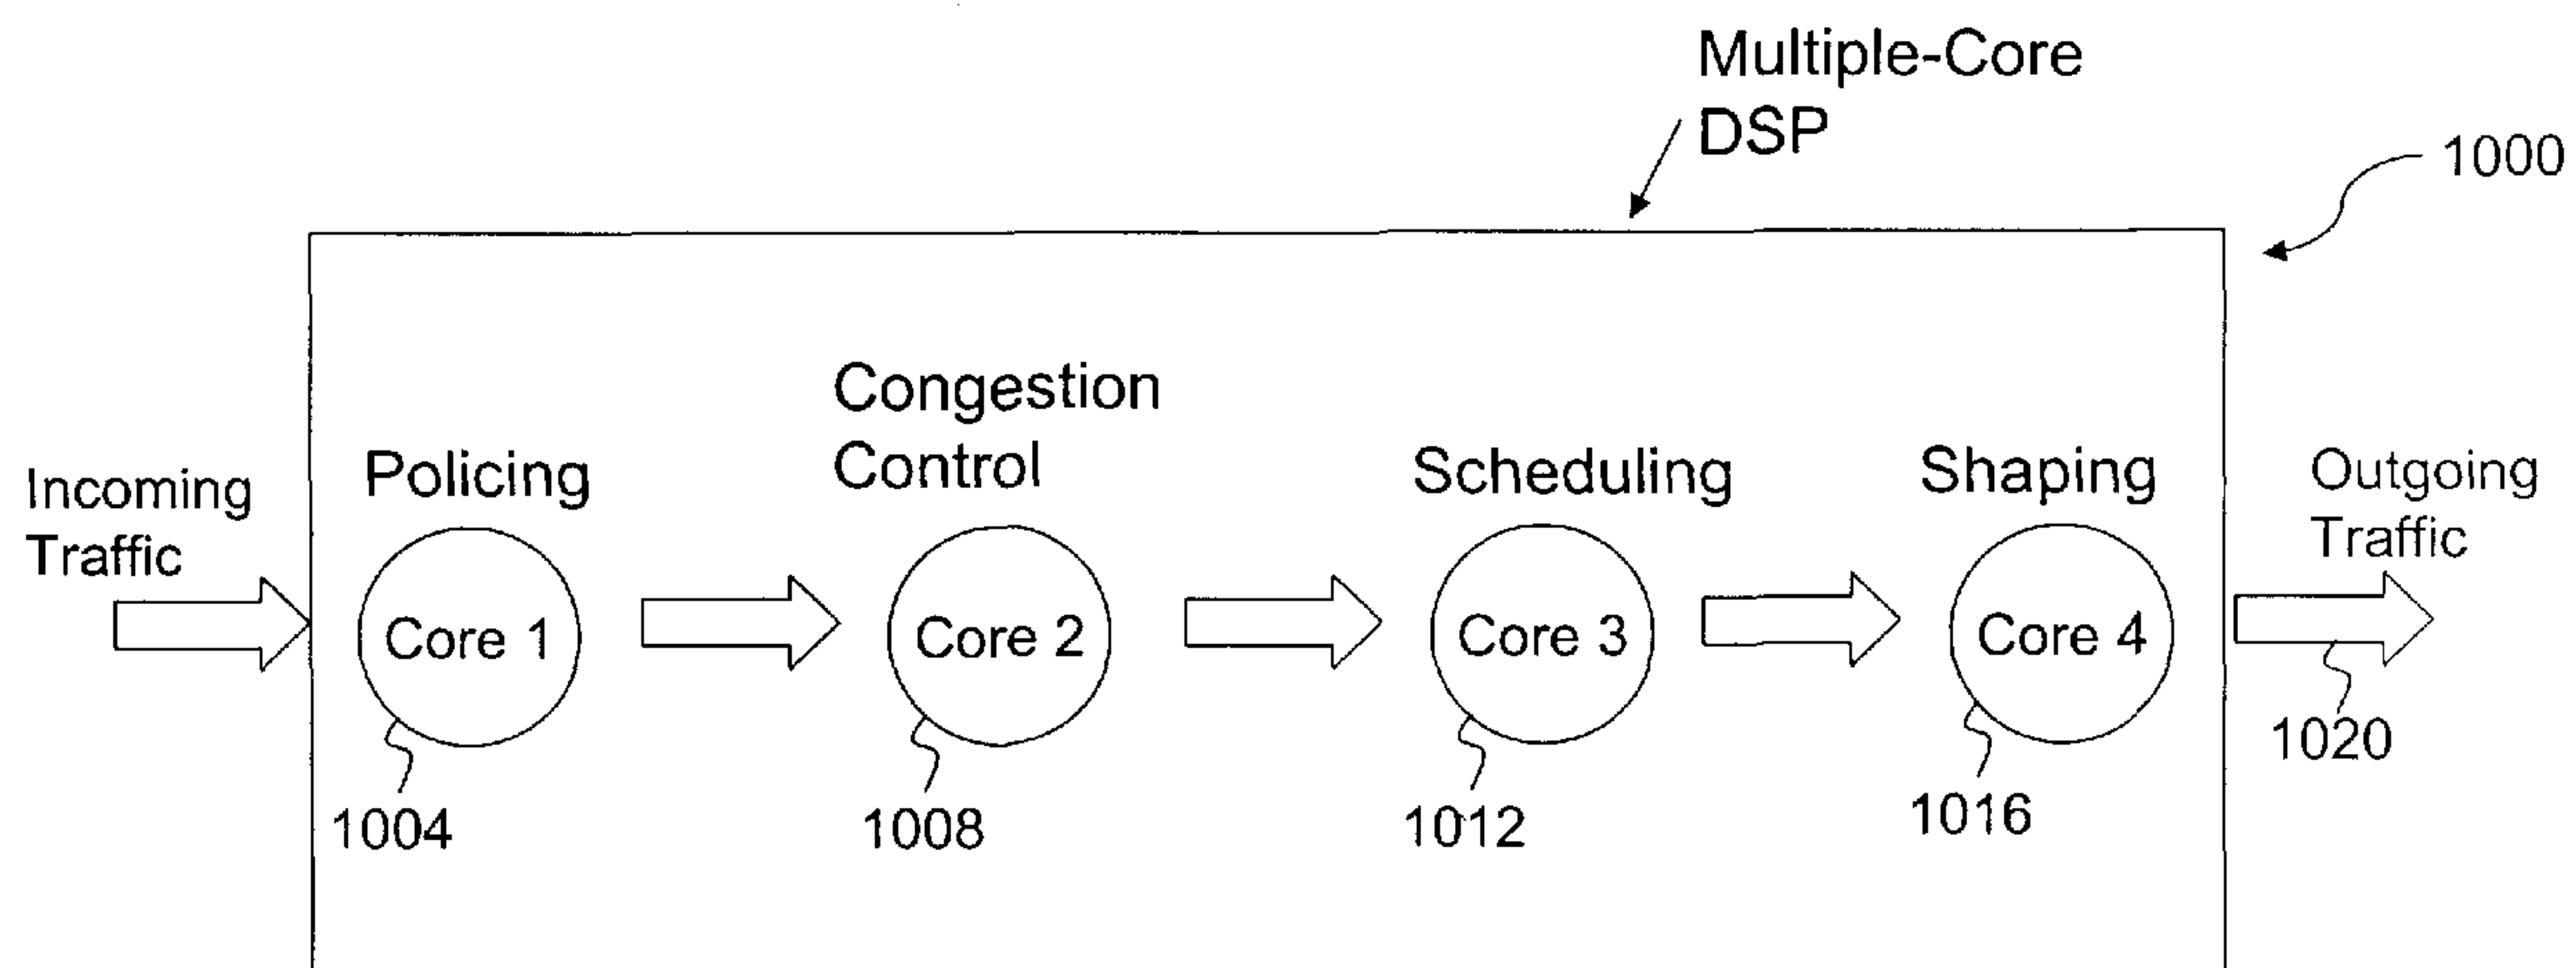 Multiple-Core
DSP
1000
Congestion
Control
Policing
Scheduling
Shaping
Incoming
Traffic
Outgoing
Traffic
Core 1
Core 2
Core 3
Core 4
1004
1008
1012
1016
1020